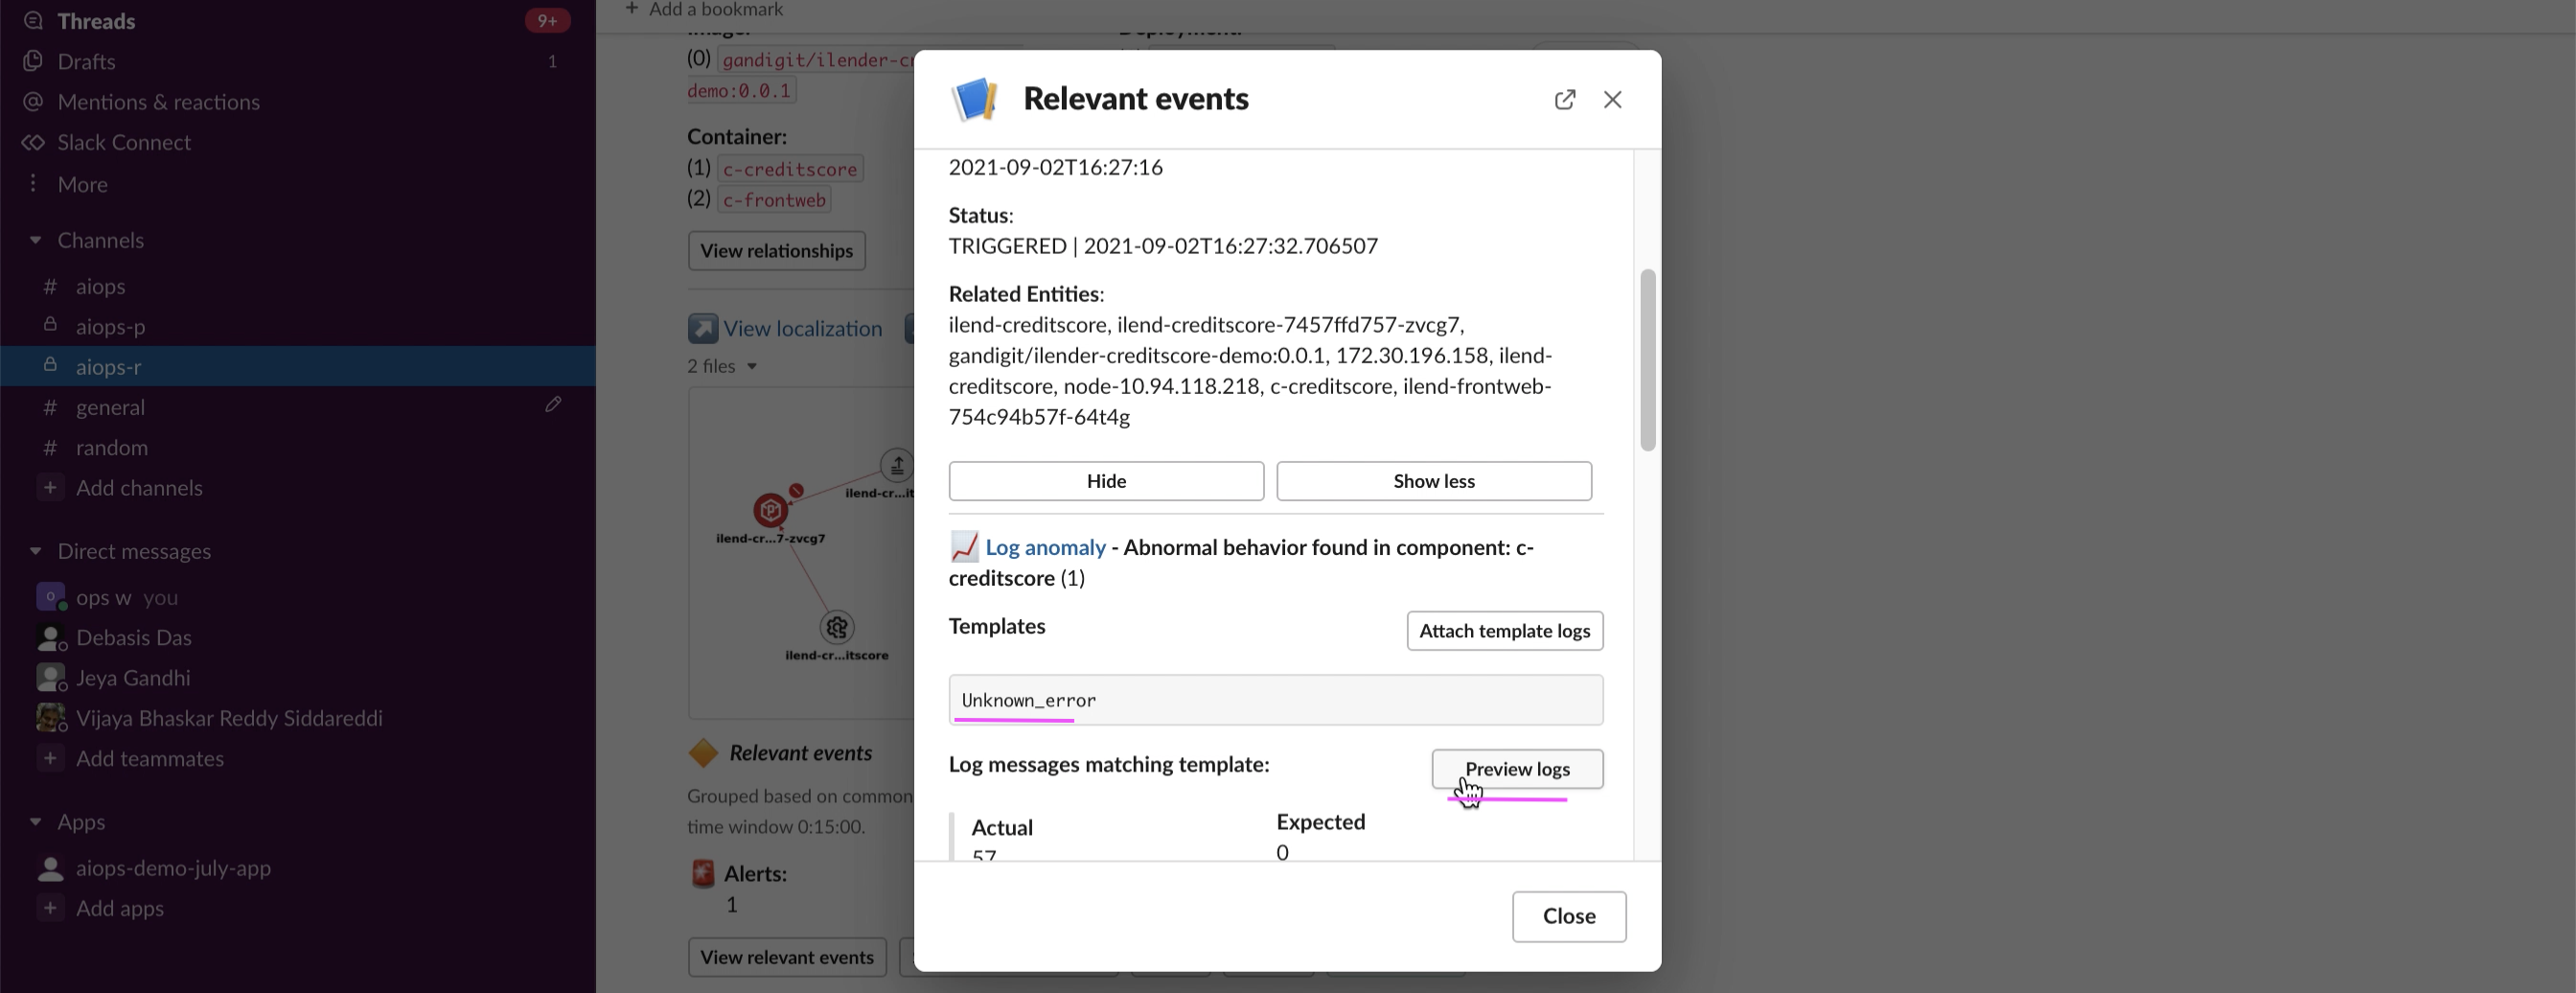 Threads
9+
Drafts
1
Mentions & reactions
Slack Connect
More
Channels
# aiops
aiops-p
aiops-r
# general
# random
+ Add channels
Direct messages
ops w you
Debasis Das
Jeya Gandhi
Vijaya Bhaskar Reddy Siddareddi
+ Add teammates
Apps
aiops-demo-july-app
+ Add apps
+ Add a bookmark
(0)
demo:0.0.1
Container:
(1) c-creditscore
(2) c-frontweb
View relationships
View localization
2 files
ilend-cr...7-zvcg7
ilend-cr...itscore
Relevant events
Grouped based on common
time window 0:15:00.
Alerts:
1
View relevant events
Relevant events
2021-09-02T16:27:16
Status:
TRIGGERED | 2021-09-02T16:27:32.706507
Related Entities:
ilend-creditscore, ilend-creditscore-7457ffd757-zvcg7,
gandigit/ilender-creditscore-demo:0.0.1, 172.30.196.158, ilend-
creditscore, node-10.94.118.218, c-creditscore, ilend-frontweb-
754c94b57f-64t4g
Hide
Show less
Log anomaly - Abnormal behavior found in component: c-
creditscore (1)
Templates
Attach template logs
Unknown_error
Log messages matching template:
Preview logs
Actual
57
Expected
0
Close